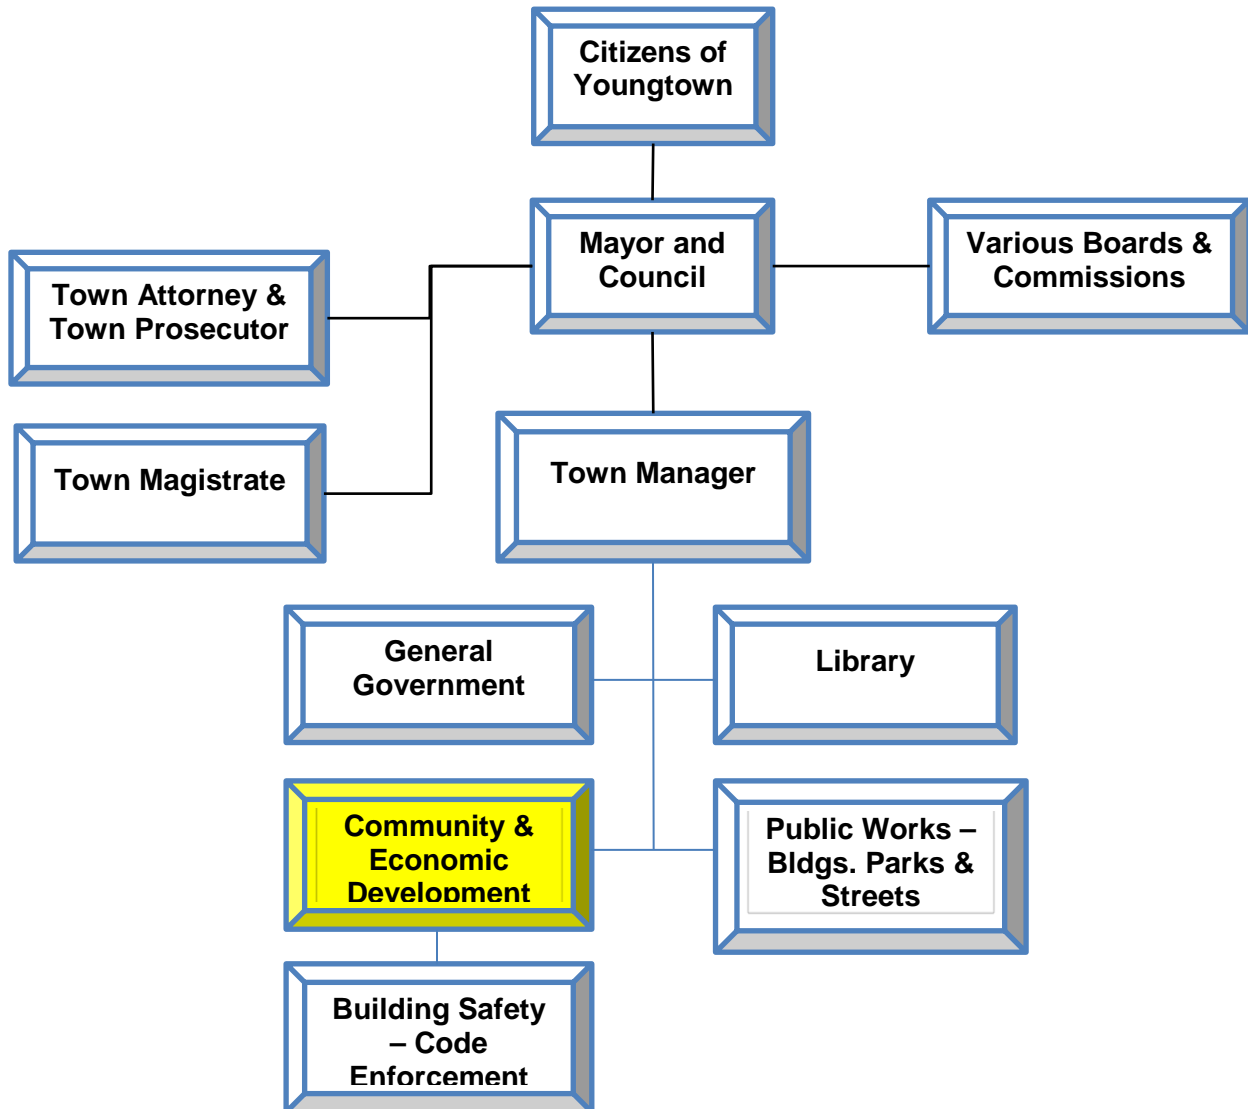 Citizens of
Youngtown
Mayor and
Council
Various Boards &
Commissions
Town Attorney &
Town Prosecutor
Town Magistrate
Town Manager
General
Government
Library
Community &
Economic
Development
Public Works –
Bldgs. Parks &
Streets
Building Safety
– Code
Enforcement